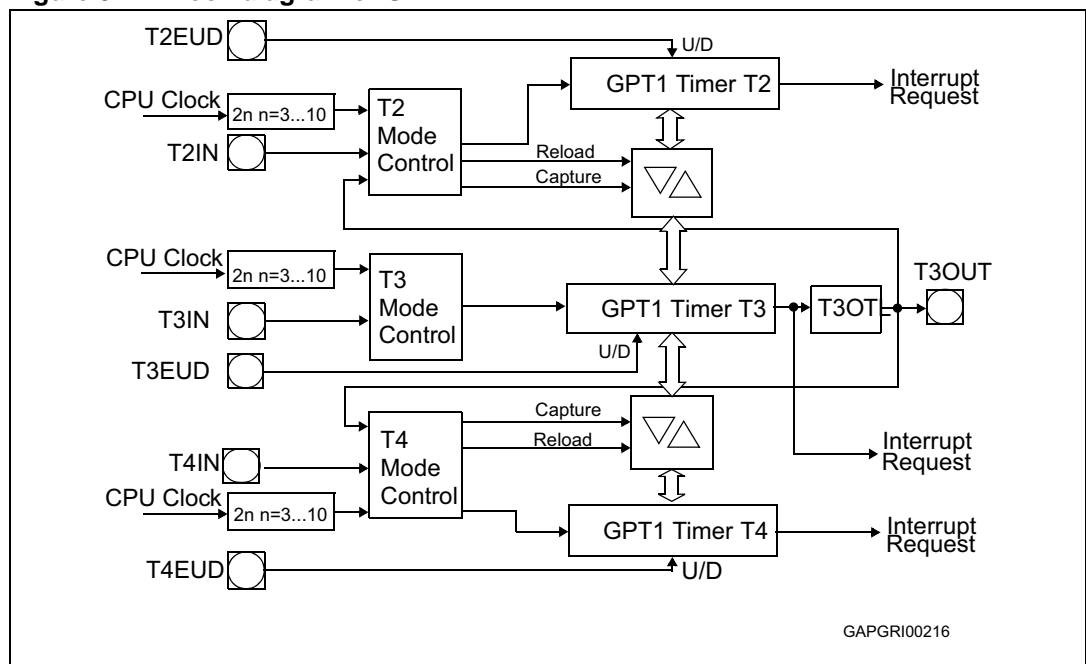 T2EUD
U/D
GPT1 Timer T2
Interrupt
Request
CPU Clock
2n n=3...10
T2
Mode
Control
T2IN
Reload
Capture
CPU Clock
2n n=3...10
T3
Mode
Control
T3OUT
T3IN
GPT1 Timer T3
T3OTL
U/D
T3EUD
Capture
T4
Mode
Control
Reload
Interrupt
Request
T4IN
CPU Clock
2n n=3...10
GPT1 Timer T4
Interrupt
Request
T4EUD
U/D
GAPGRI00216